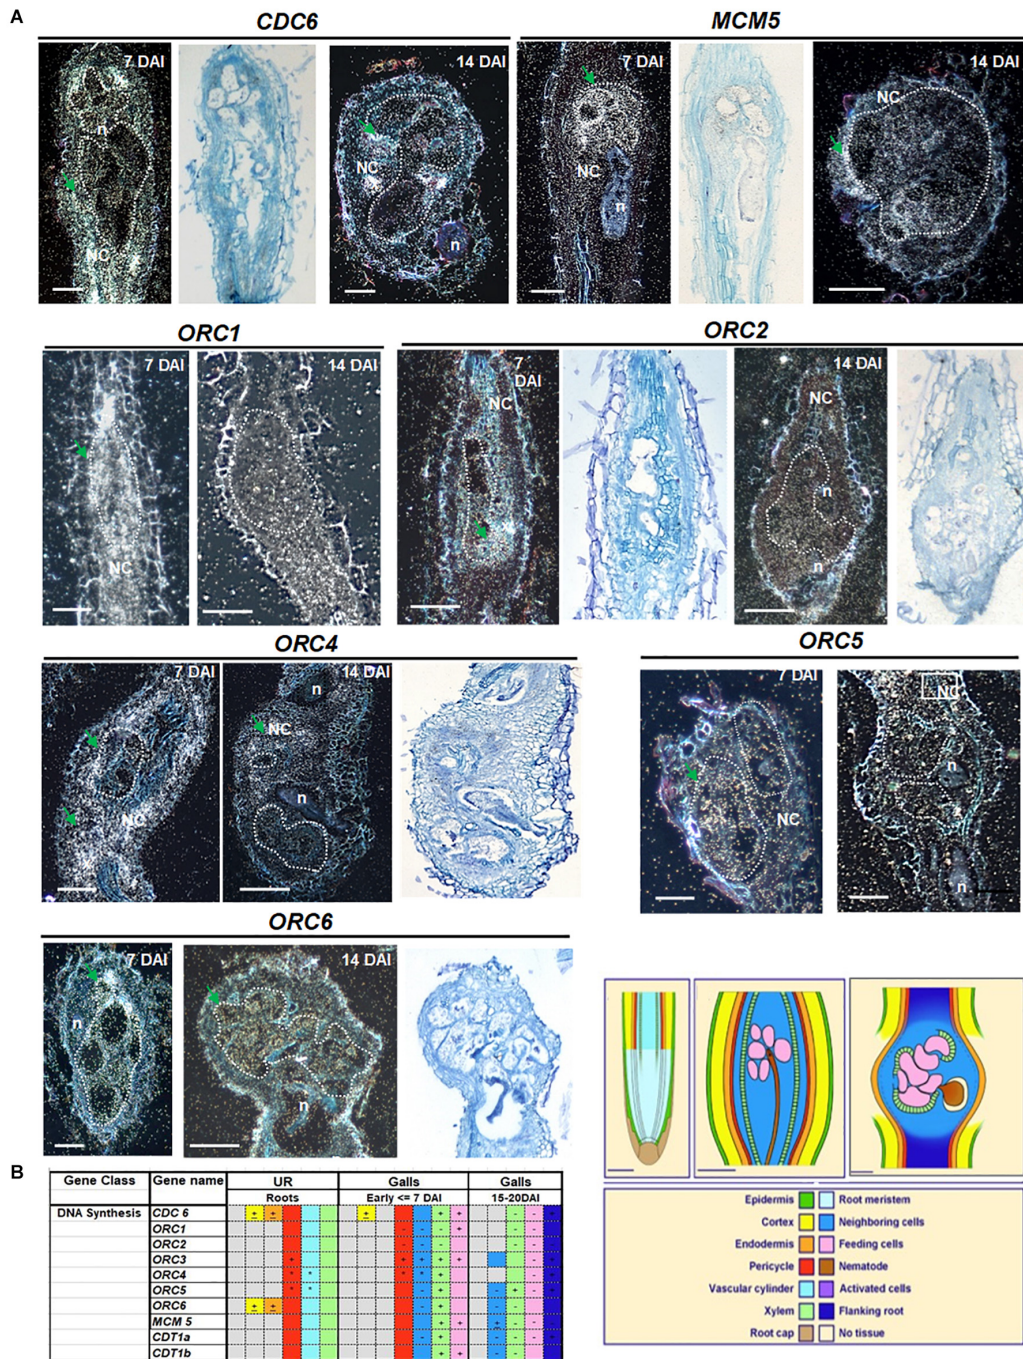 A
CDC6
MCM5
7 DAI
n
NC
14 DAI
NC
n
7 DAI
NC
n
14 DAI
NC
ORC1
ORC2
7 DAI
NC
14 DAI
7
DAI
NC
14 DAI
NC
n
n
ORC4
ORC5
7 DAI
NC
14 DAI
n
NC
n
7 DAI
NC
NC
n
n
ORC6
7 DAI
n
14 DAI
n
B
Gene Class Gene name UR Galls Galls
Roots Early <= 7 DAI 15-20DAI
DNA Synthesis CDC 6
ORC1
ORC2
ORC3
ORC4
ORC5
ORC6
MCM 5
CDT1a
CDT1b
Epidermis Root meristem
Cortex Neighboring cells
Endodermis Feeding cells
Pericycle Nematode
Vascular cylinder Activated cells
Xylem Flanking root
Root cap No tissue